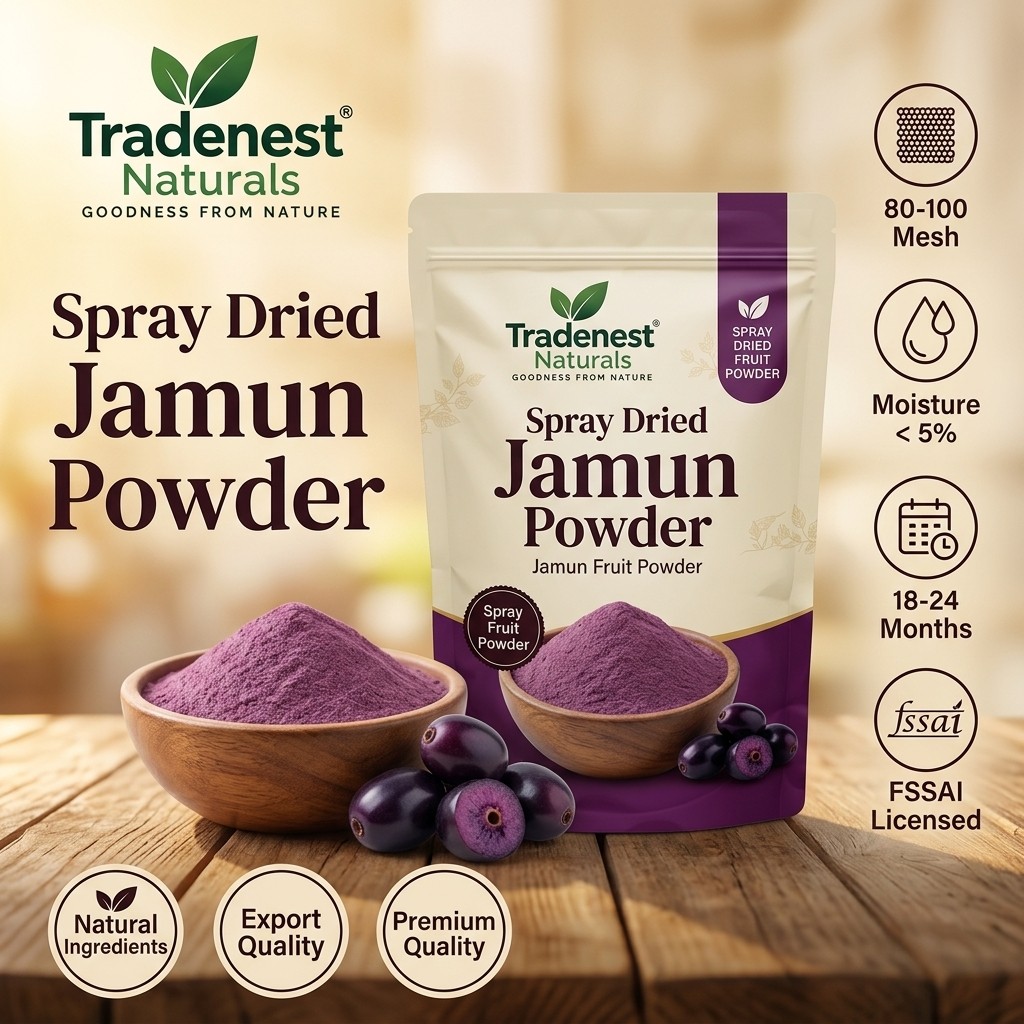 Tradenest®
Naturals
GOODNESS FROM NATURE
Spray Dried
Jamun
Powder
Tradenest®
Naturals
GOODNESS FROM NATURE
SPRAY
DRIED
FRUIT
POWDER
Spray Dried
Jamun
Powder
Jamun Fruit Powder
Spray
Fruit
Powder
80-100
Mesh
Moisture
< 5%
18-24
Months
fssai
FSSAI
Licensed
Natural
Ingredients
Export
Quality
Premium
Quality